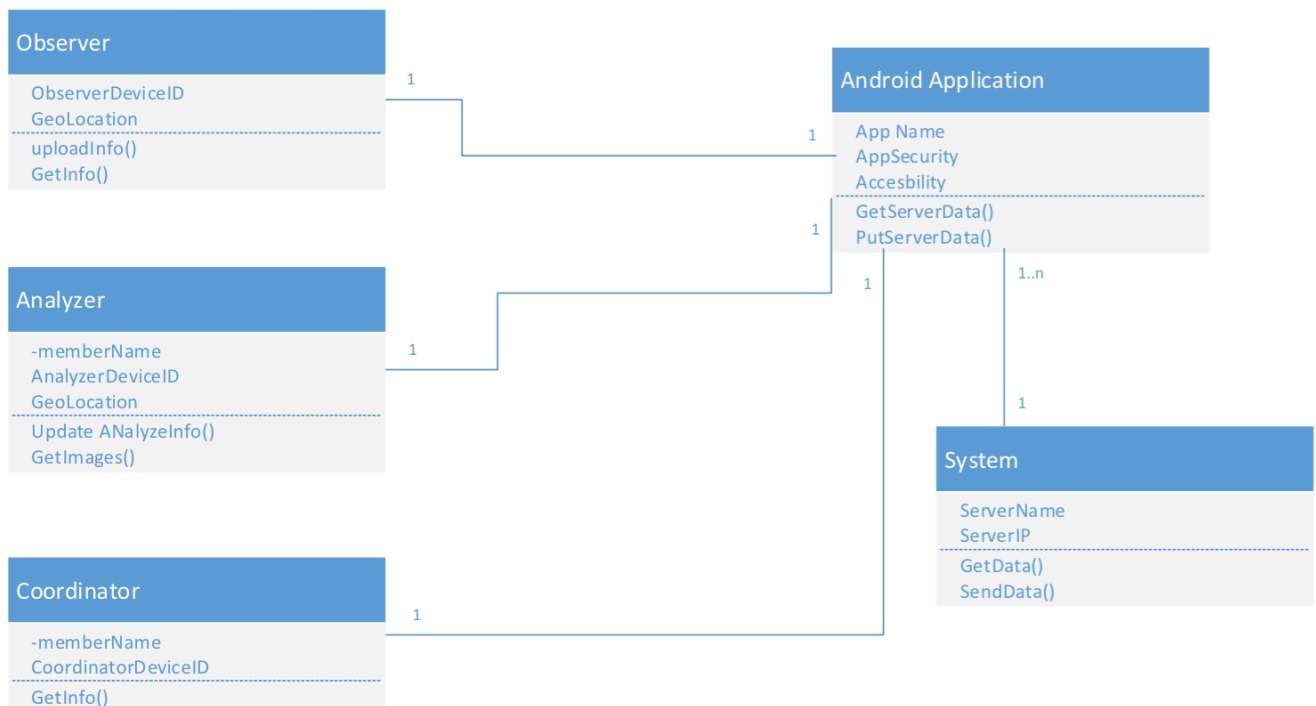 Observer
ObserverDeviceID
GeoLocation
uploadInfo()
GetInfo()
1
1
Android Application
App Name
AppSecurity
Accesbility
GetServerData()
PutServerData()
Analyzer
-memberName
AnalyzerDeviceID
GeoLocation
Update ANalyzeInfo()
GetImages()
1
1
Coordinator
-memberName
CoordinatorDeviceID
GetInfo()
1
1
1..n
1
System
ServerName
ServerIP
GetData()
SendData()